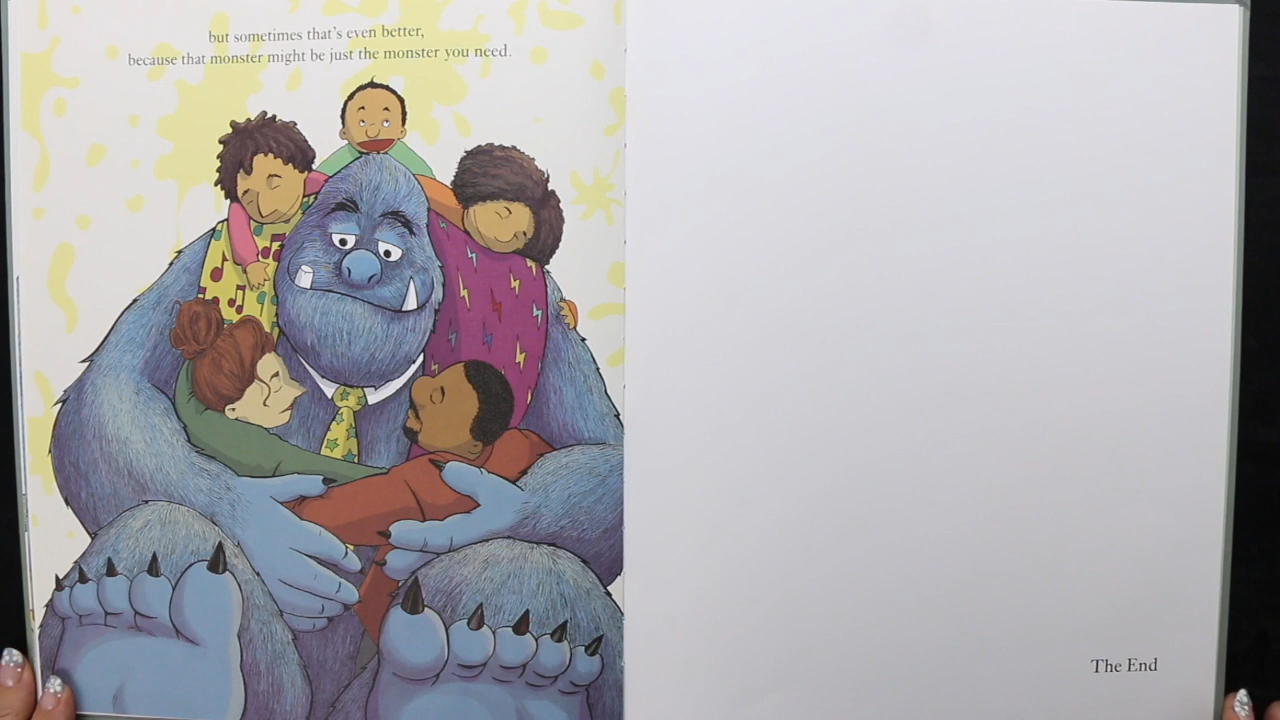 but sometimes that's even better,
because that monster might be just the monster you need.
The End